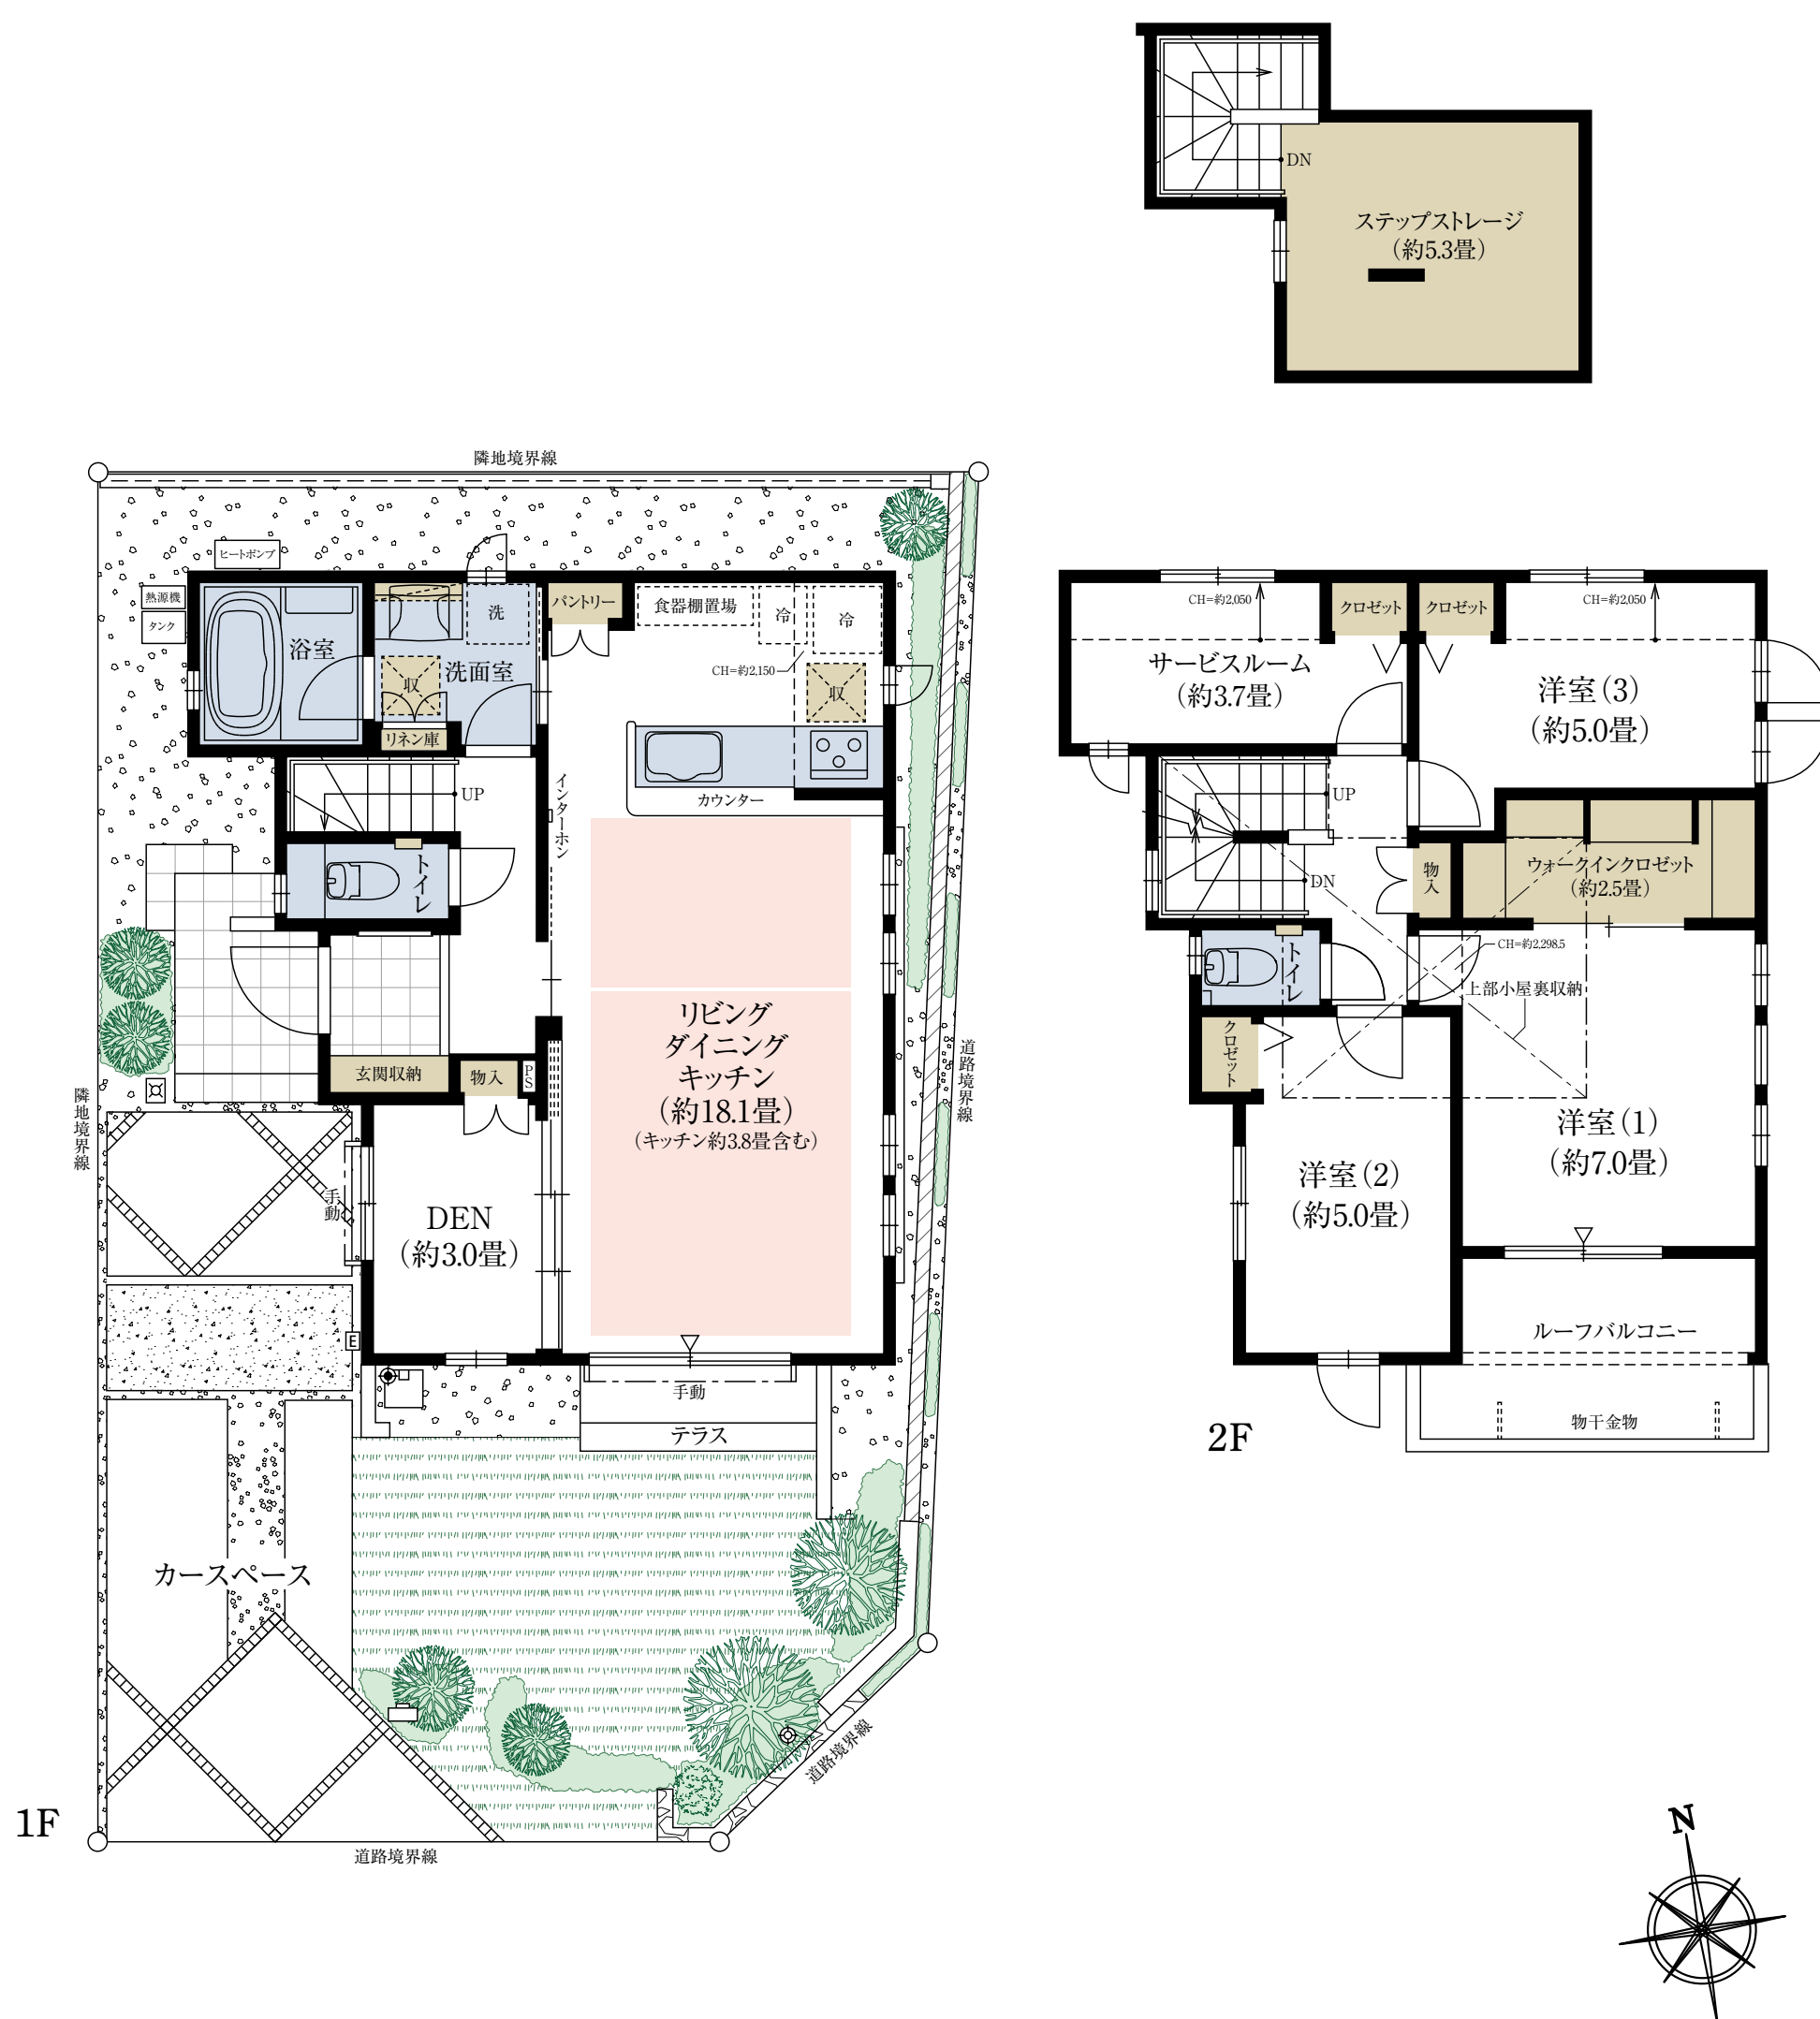 DN
ステップストレージ
（約5.3畳）
隣地境界線
ヒートポンプ
熱源機
タンク
浴室
洗
洗面室
収
リネン庫
パントリー
食器棚置場
冷
冷
CH=約2,150
収
カウンター
インターホン
UP
トイレ
玄関収納
物入
PS
リビング
ダイニング
キッチン
（約18.1畳）
（キッチン約3.8畳含む）
道路境界線
隣地境界線
手動
DEN
（約3.0畳）
E
手動
テラス
カースペース
道路境界線
道路境界線
1F
CH=約2,050
クロゼット
クロゼット
CH=約2,050
サービスルーム
（約3.7畳）
洋室（3）
（約5.0畳）
UP
DN
物入
ウォークインクロゼット
（約2.5畳）
CH=約2,298.5
トイレ
上部小屋裏収納
クロゼット
洋室（1）
（約7.0畳）
洋室（2）
（約5.0畳）
ルーフバルコニー
物干金物
2F
N